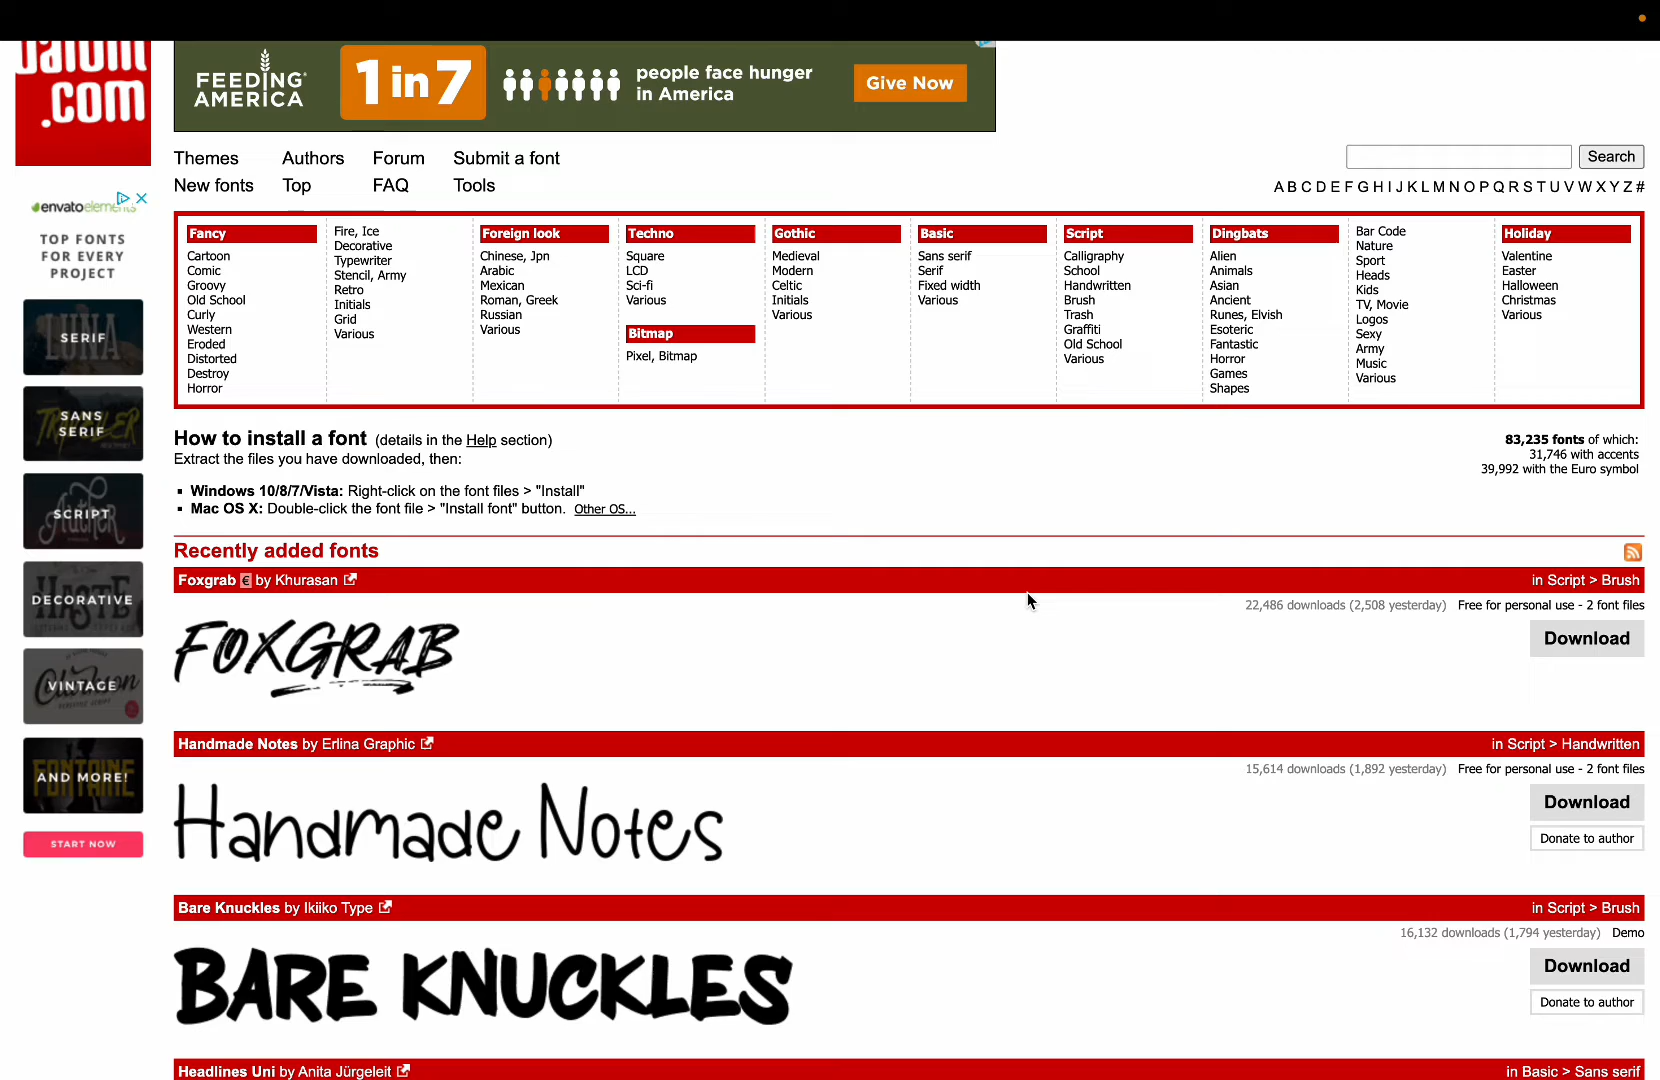 dafont
.com
FEEDING
AMERICA
1 in 7
people face hunger
in America
Give Now
Themes Authors Forum Submit a font
New fonts Top FAQ Tools
Search
A B C D E F G H I J K L M N O P Q R S T U V W X Y Z #
envato elements
TOP FONTS
FOR EVERY
PROJECT
SERIF
SANS
SERIF
SCRIPT
DECORATIVE
VINTAGE
AND MORE!
START NOW
Fancy
Cartoon
Comic
Groovy
Old School
Curly
Western
Eroded
Distorted
Destroy
Horror
Fire, Ice
Decorative
Typewriter
Stencil, Army
Retro
Initials
Grid
Various
Foreign look
Chinese, Jpn
Arabic
Mexican
Roman, Greek
Russian
Various
Techno
Square
LCD
Sci-fi
Various
Bitmap
Pixel, Bitmap
Gothic
Medieval
Modern
Celtic
Initials
Various
Basic
Sans serif
Serif
Fixed width
Various
Script
Calligraphy
School
Handwritten
Brush
Trash
Graffiti
Old School
Various
Dingbats
Alien
Animals
Asian
Ancient
Runes, Elvish
Esoteric
Fantastic
Horror
Games
Shapes
Bar Code
Nature
Sport
Heads
Kids
TV, Movie
Logos
Sexy
Army
Music
Various
Holiday
Valentine
Easter
Halloween
Christmas
Various
How to install a font (details in the Help section)
Extract the files you have downloaded, then:
▪ Windows 10/8/7/Vista: Right-click on the font files > "Install"
▪ Mac OS X: Double-click the font file > "Install font" button. Other OS...
83,235 fonts of which:
31,746 with accents
39,992 with the Euro symbol
Recently added fonts
Foxgrab € by Khurasan in Script > Brush
22,486 downloads (2,508 yesterday) Free for personal use - 2 font files
FOXGRAB
Download
Handmade Notes by Erlina Graphic in Script > Handwritten
15,614 downloads (1,892 yesterday) Free for personal use - 2 font files
Handmade Notes
Download
Donate to author
Bare Knuckles by Ikiiko Type in Script > Brush
16,132 downloads (1,794 yesterday) Demo
BARE KNUCKLES
Download
Donate to author
Headlines Uni by Anita Jürgeleit in Basic > Sans serif